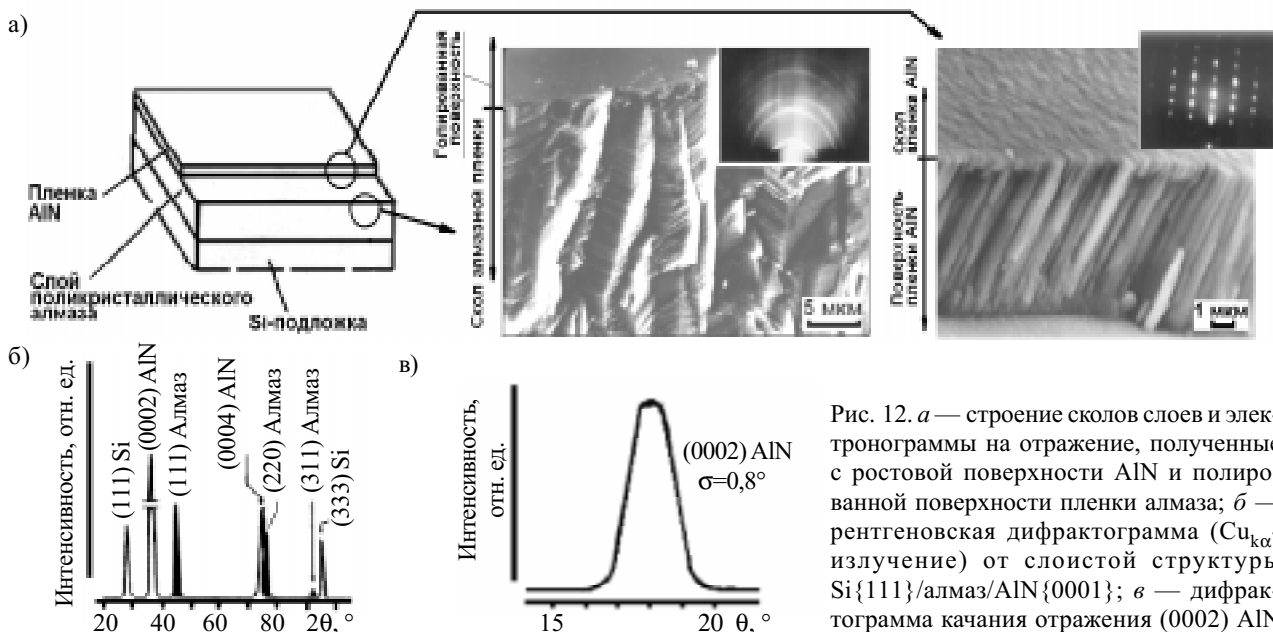 а)
Пленка
AlN
Слой
поликристаллического
алмаза
Si-подложка
Полированная
поверхность
Скол алмазной пленки
5 мкм
Скол
пленки AlN
Поверхность
пленки AlN
1 мкм
б)
Интенсивность, отн. ед.
(111) Si
(0002) AlN
(111) Алмаз
(0004) AlN
(220) Алмаз
(311) Алмаз
(333) Si
20 40 60 80 2θ, °
в)
Интенсивность,
отн. ед.
(0002) AlN
σ=0,8°
15 20 θ, °
Рис. 12. а — строение сколов слоев и элек-
тронограммы на отражение, полученные
с ростовой поверхности AlN и полиро-
ванной поверхности пленки алмаза; б —
рентгеновская дифрактограмма (Cukα-
излучение) от слоистой структуры
Si{111}/алмаз/AlN{0001}; в — дифрак-
тограмма качания отражения (0002) AlN